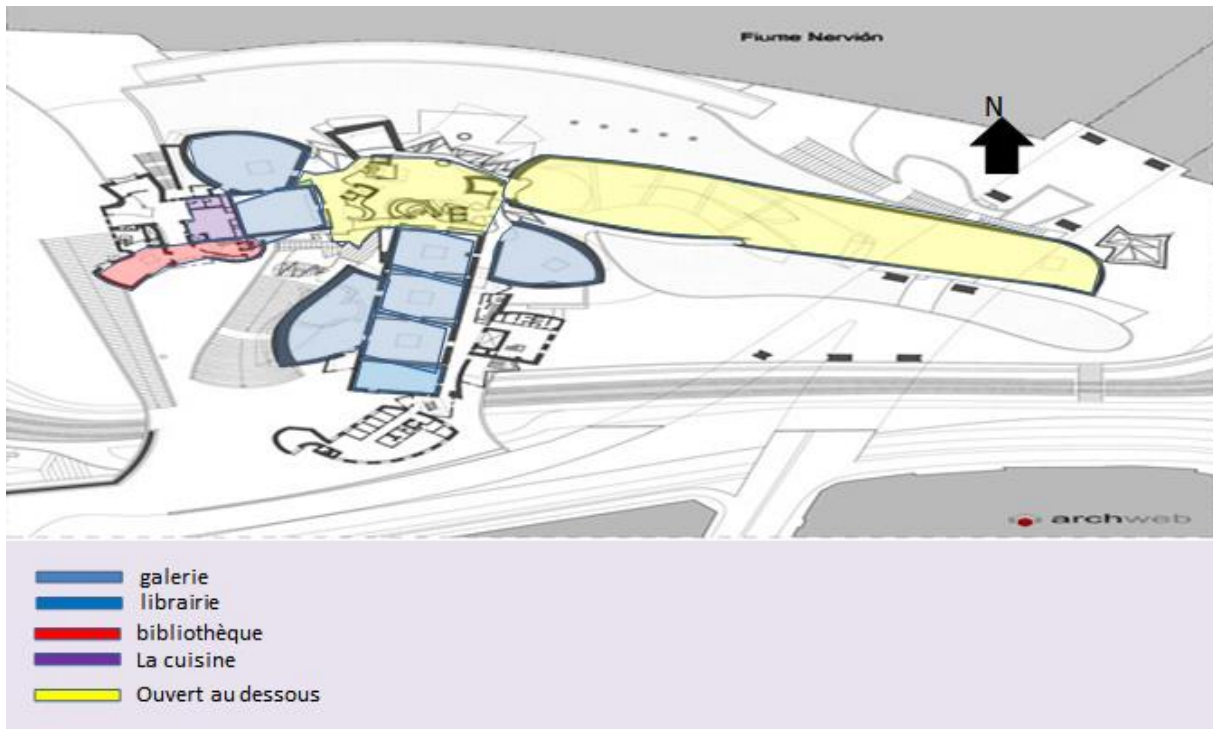 Fiume Nervión
N
archweb
galerie
librairie
bibliothèque
La cuisine
Ouvert au dessous